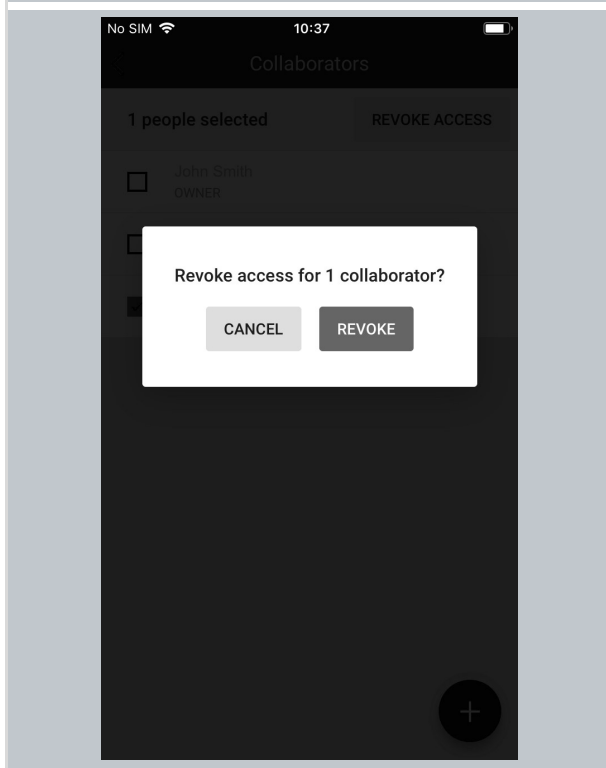 No SIM 10:37
Collaborators
1 people selected REVOKE ACCESS
John Smith
OWNER
Revoke access for 1 collaborator?
CANCEL REVOKE